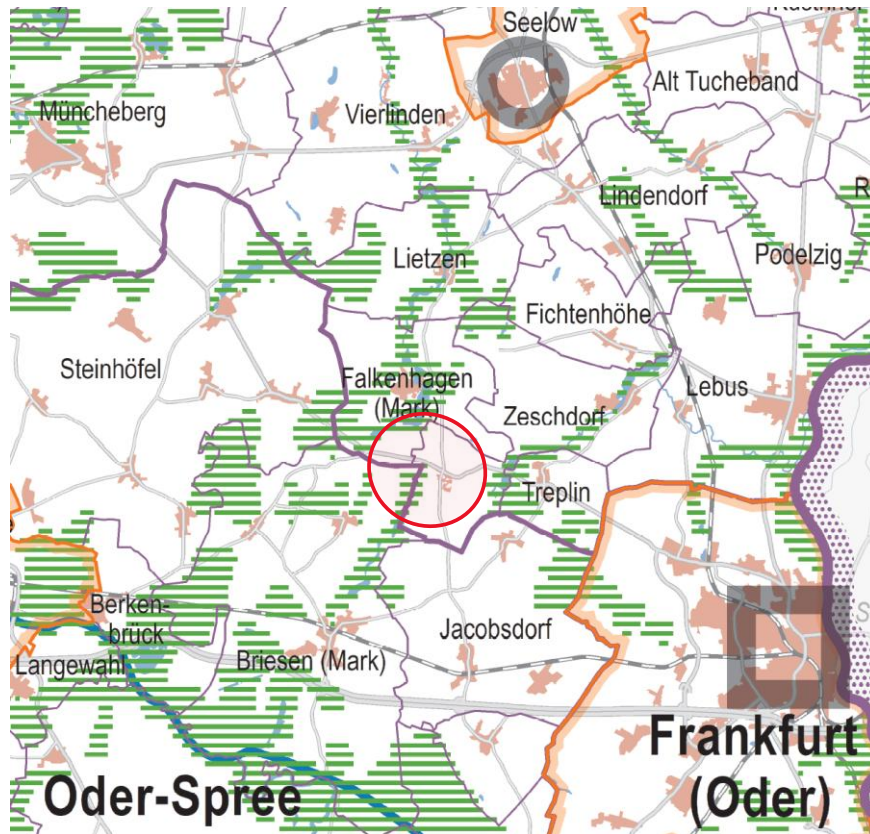 Seelow
Alt Tucheband
Müncheberg
Vierlinden
Lindendorf
Podelzig
Lietzen
Fichtenhöhe
Steinhöfel
Falkenhagen
(Mark)
Lebus
Zeschdorf
Treplin
Berken-
brück
Jacobsdorf
Langewahl
Briesen (Mark)
Frankfurt
(Oder)
Oder-Spree